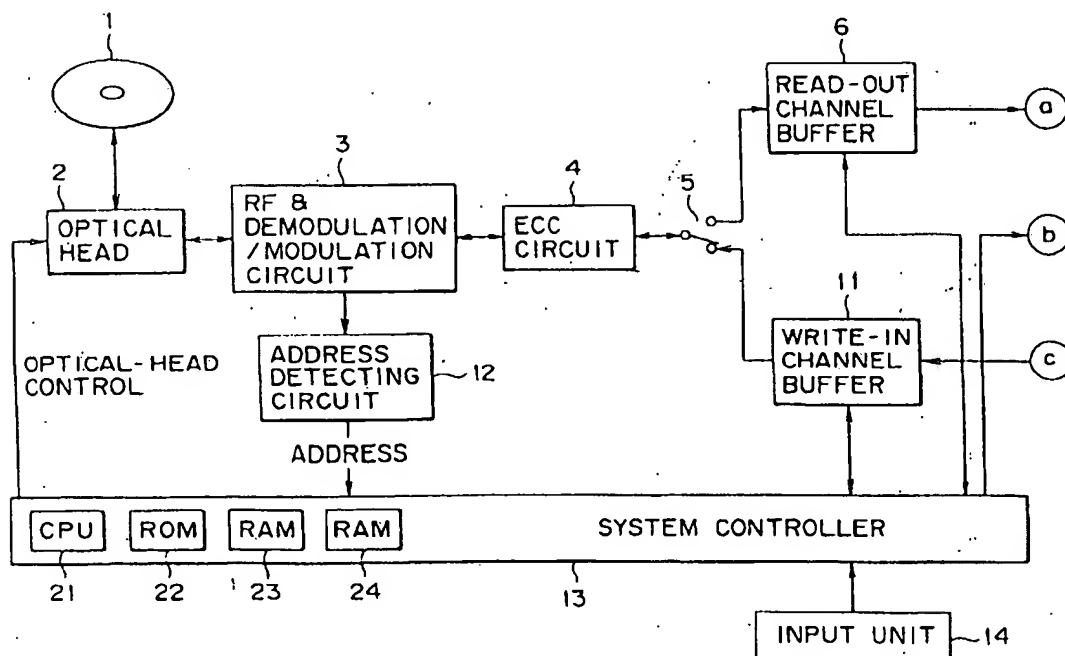 1
6
READ-OUT
CHANNEL
BUFFER
a
2
OPTICAL
HEAD
3
RF &
DEMODULATION
/MODULATION
CIRCUIT
4
ECC
CIRCUIT
5
b
11
WRITE-IN
CHANNEL
BUFFER
c
OPTICAL-HEAD
CONTROL
ADDRESS
DETECTING
CIRCUIT
12
ADDRESS
CPU
ROM
RAM
RAM
SYSTEM CONTROLLER
21
22
23
24
13
INPUT UNIT
14